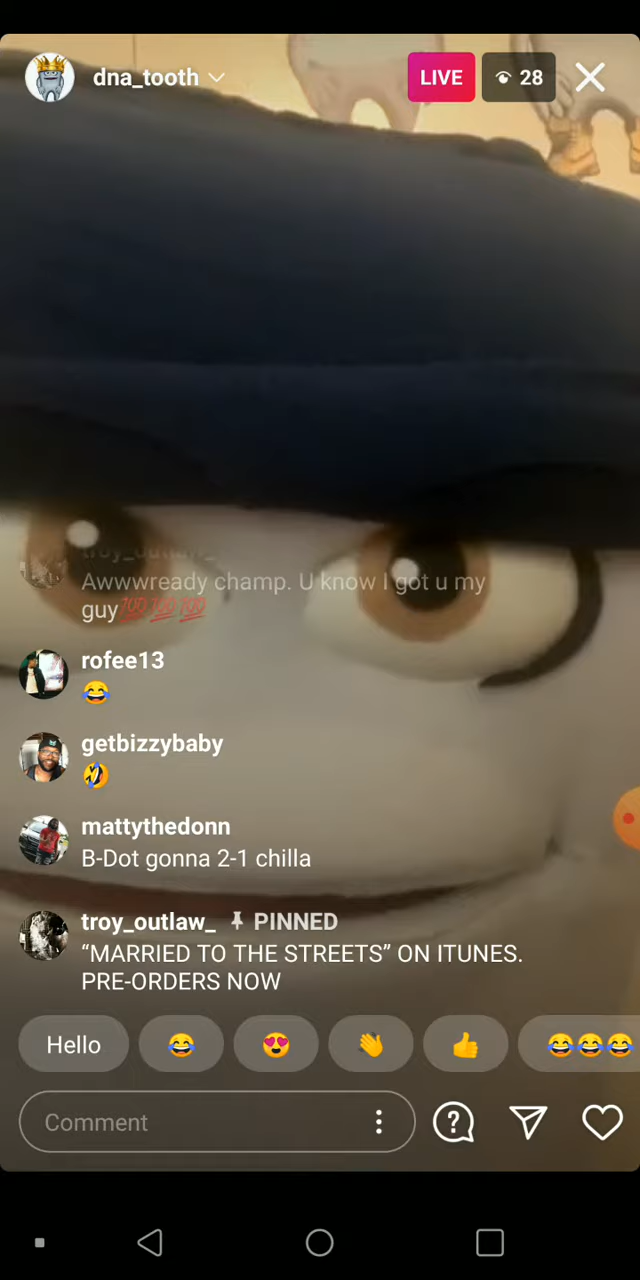 dna_tooth
LIVE
28
troy_outlaw_
Awwwready champ. U know I got u my
guy💯💯💯
rofee13
😂
getbizzybaby
🤣
mattythedonn
B-Dot gonna 2-1 chilla
troy_outlaw_ PINNED
“MARRIED TO THE STREETS” ON ITUNES.
PRE-ORDERS NOW
Hello 😂 😍 👋 👍 😂😂😂
Comment